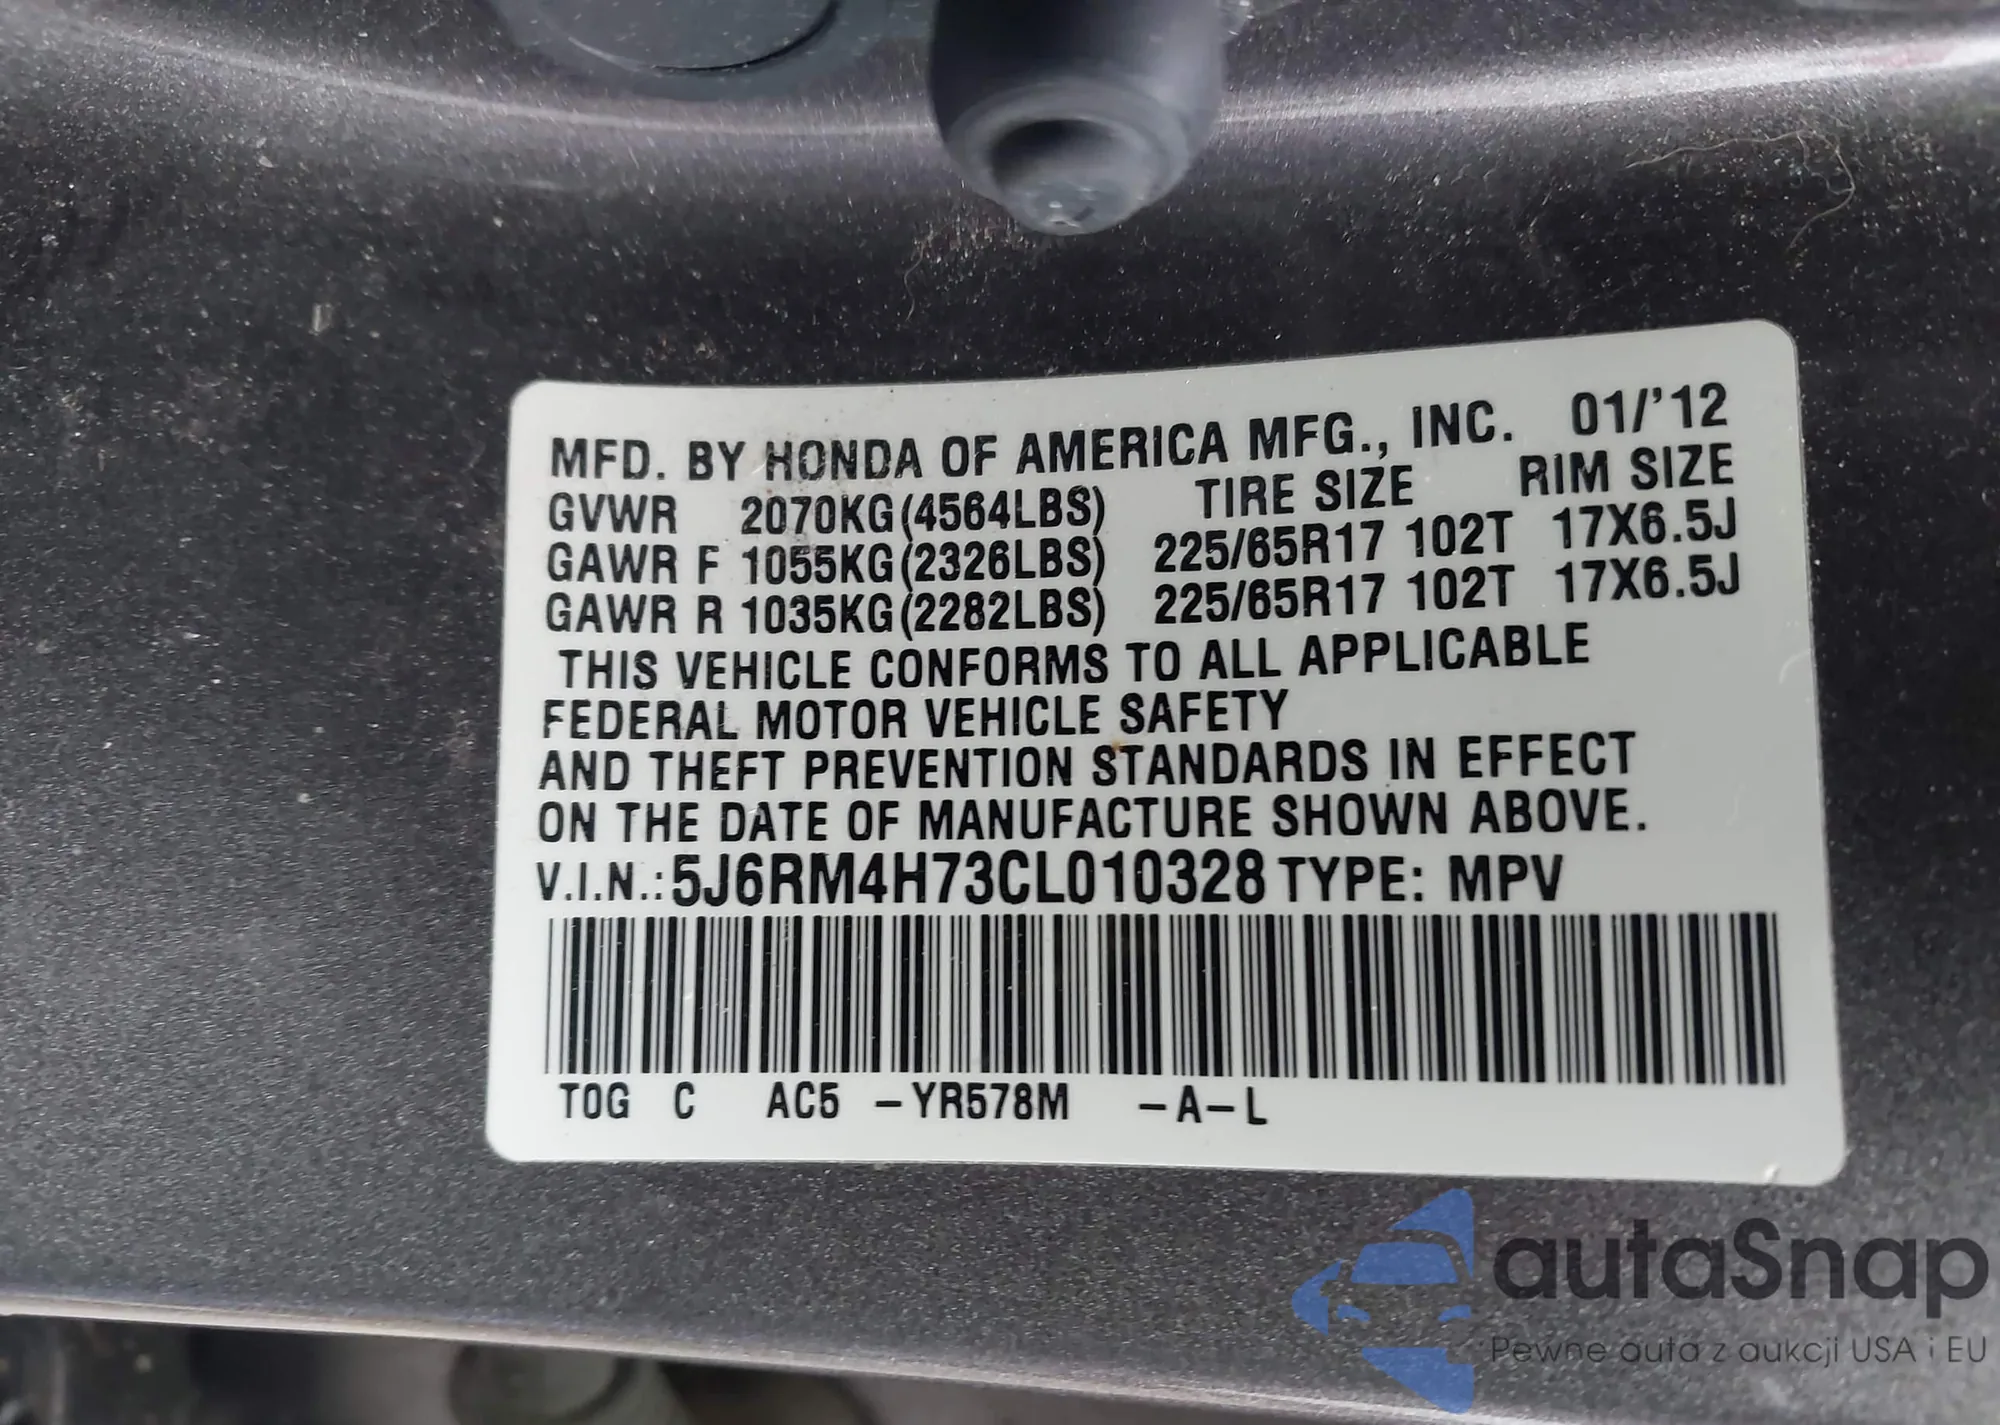 MFD. BY HONDA OF AMERICA MFG., INC. 01/'12
GVWR 2070KG(4564LBS) TIRE SIZE RIM SIZE
GAWR F 1055KG(2326LBS) 225/65R17 102T 17X6.5J
GAWR R 1035KG(2282LBS) 225/65R17 102T 17X6.5J
THIS VEHICLE CONFORMS TO ALL APPLICABLE
FEDERAL MOTOR VEHICLE SAFETY
AND THEFT PREVENTION STANDARDS IN EFFECT
ON THE DATE OF MANUFACTURE SHOWN ABOVE.
V.I.N.:5J6RM4H73CL010328 TYPE: MPV
TOG C AC5 -YR578M -A-L
autaSnap
Pewne auta z aukcji USA i EU